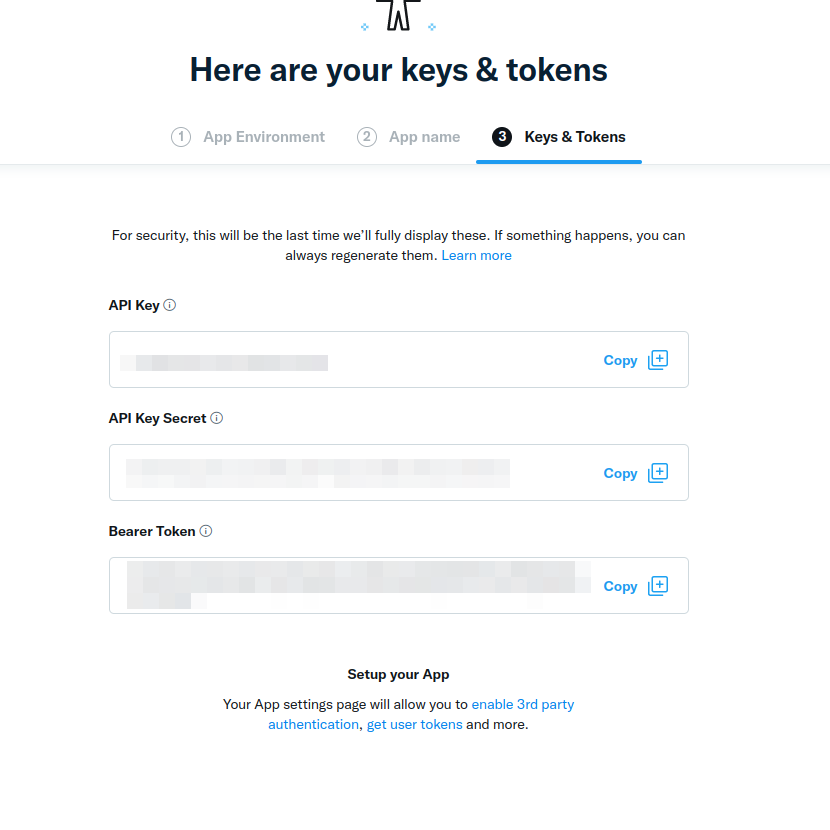 Here are your keys & tokens
1 App Environment 2 App name 3 Keys & Tokens
For security, this will be the last time we’ll fully display these. If something happens, you can
always regenerate them. Learn more
API Key
Copy
API Key Secret
Copy
Bearer Token
Copy
Setup your App
Your App settings page will allow you to enable 3rd party
authentication, get user tokens and more.